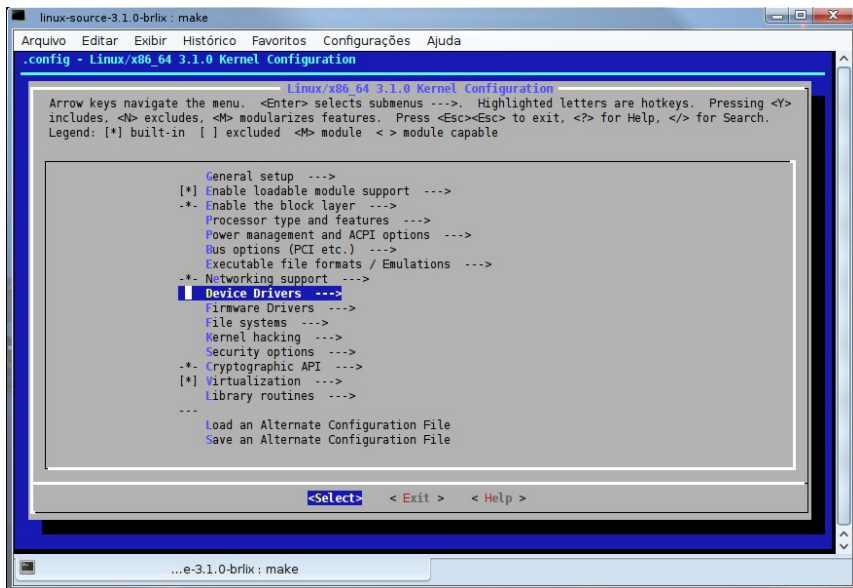 linux-source-3.1.0-brlix : make
Arquivo Editar Exibir Histórico Favoritos Configurações Ajuda
.config - Linux/x86_64 3.1.0 Kernel Configuration
Linux/x86_64 3.1.0 Kernel Configuration
Arrow keys navigate the menu. <Enter> selects submenus --->. Highlighted letters are hotkeys. Pressing <Y>
includes, <N> excludes, <M> modularizes features. Press <Esc><Esc> to exit, <?> for Help, </> for Search.
Legend: [*] built-in [ ] excluded <M> module < > module capable
General setup --->
[*] Enable loadable module support --->
-*- Enable the block layer --->
Processor type and features --->
Power management and ACPI options --->
Bus options (PCI etc.) --->
Executable file formats / Emulations --->
-*- Networking support --->
Device Drivers --->
Firmware Drivers --->
File systems --->
Kernel hacking --->
Security options --->
-*- Cryptographic API --->
[*] Virtualization --->
Library routines --->
---
Load an Alternate Configuration File
Save an Alternate Configuration File
<Select> < Exit > < Help >
...e-3.1.0-brlix : make